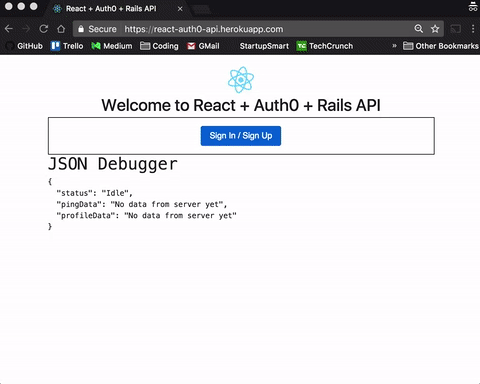 React + Auth0 + Rails API
Secure https://react-auth0-api.herokuapp.com
GitHub Trello Medium Coding GMail StartupSmart TechCrunch » Other Bookmarks
Welcome to React + Auth0 + Rails API
Sign In / Sign Up
JSON Debugger
{
"status": "Idle",
"pingData": "No data from server yet",
"profileData": "No data from server yet"
}